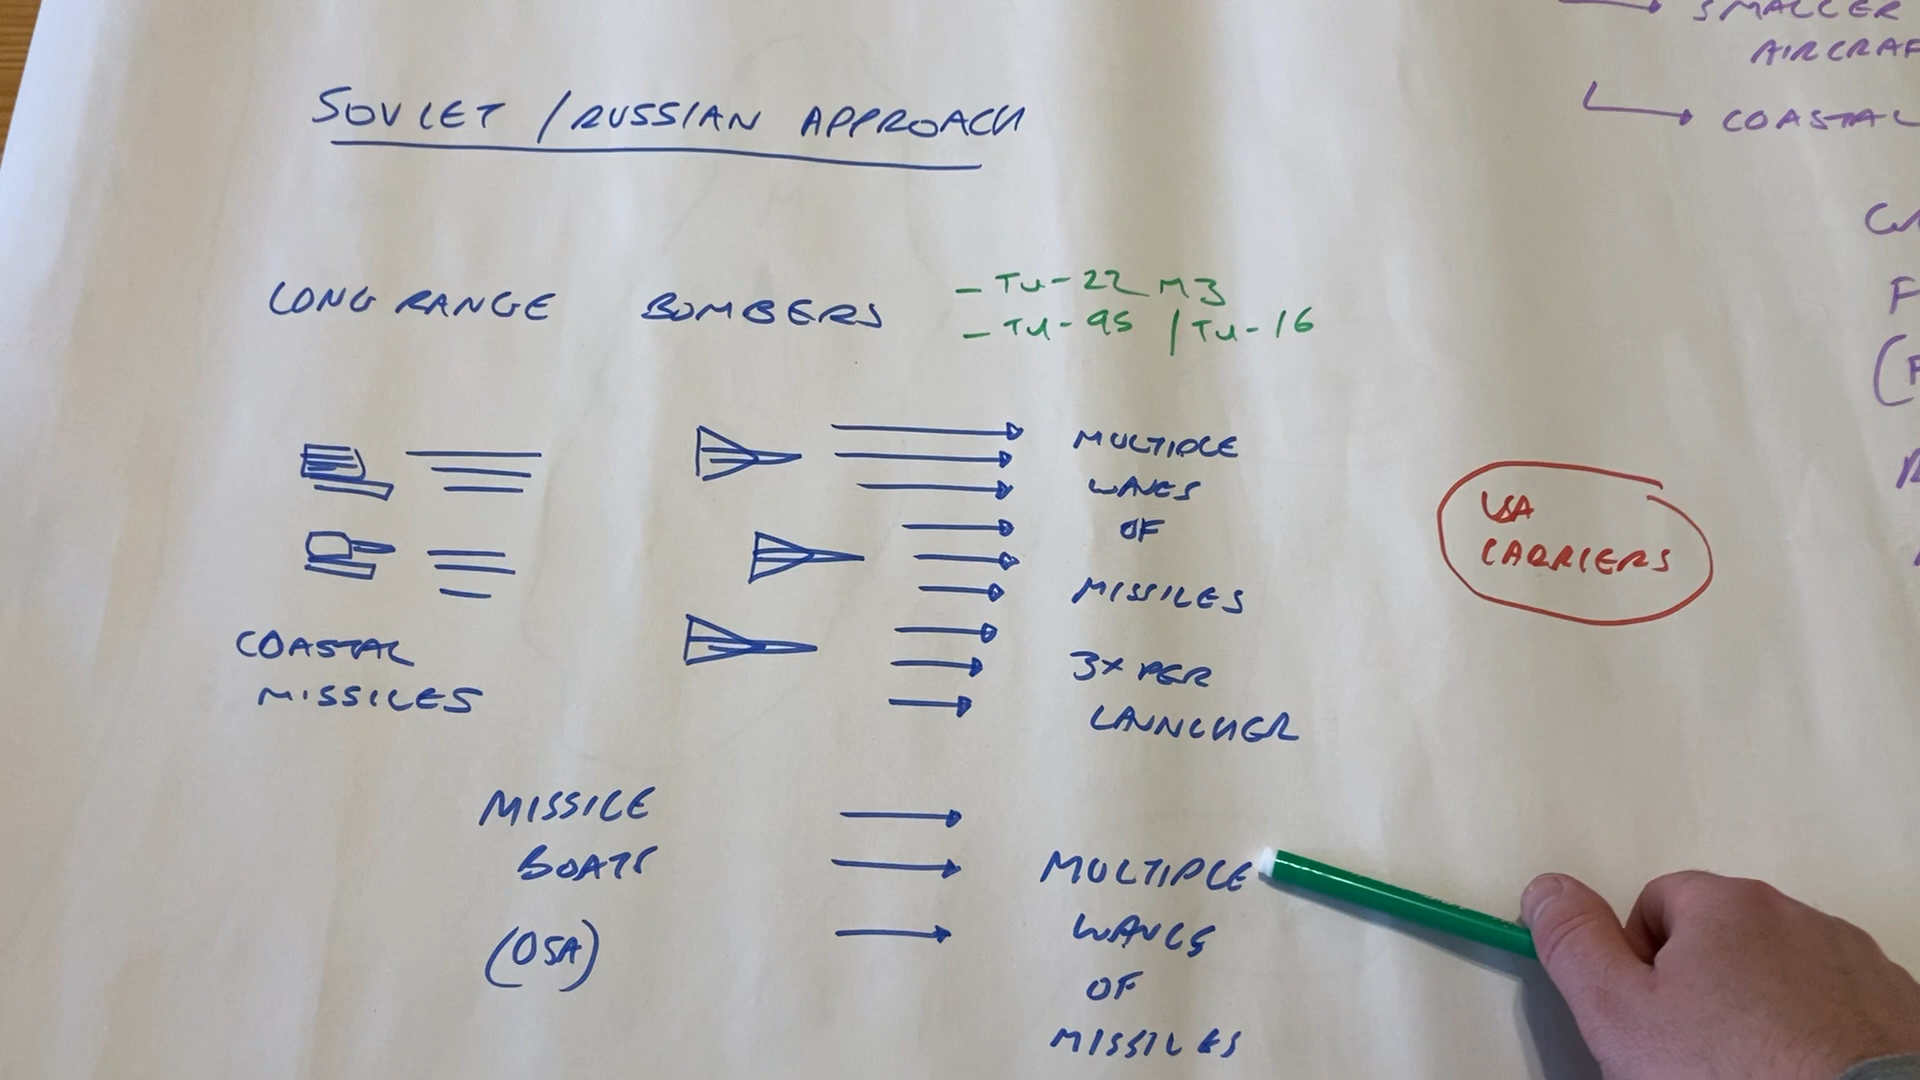 SOVIET / RUSSIAN APPROACH
LONG RANGE BOMBERS
- Tu-22 M3
- Tu-95 / Tu-16
MULTIPLE
WAVES
OF
MISSILES
3x PER
LAUNCHER
USA
CARRIERS
COASTAL
MISSILES
MISSILE
BOATS
(OSA)
MULTIPLE
WAVES
OF
MISSILES
SMALLER
AIRCRAF
COASTAL